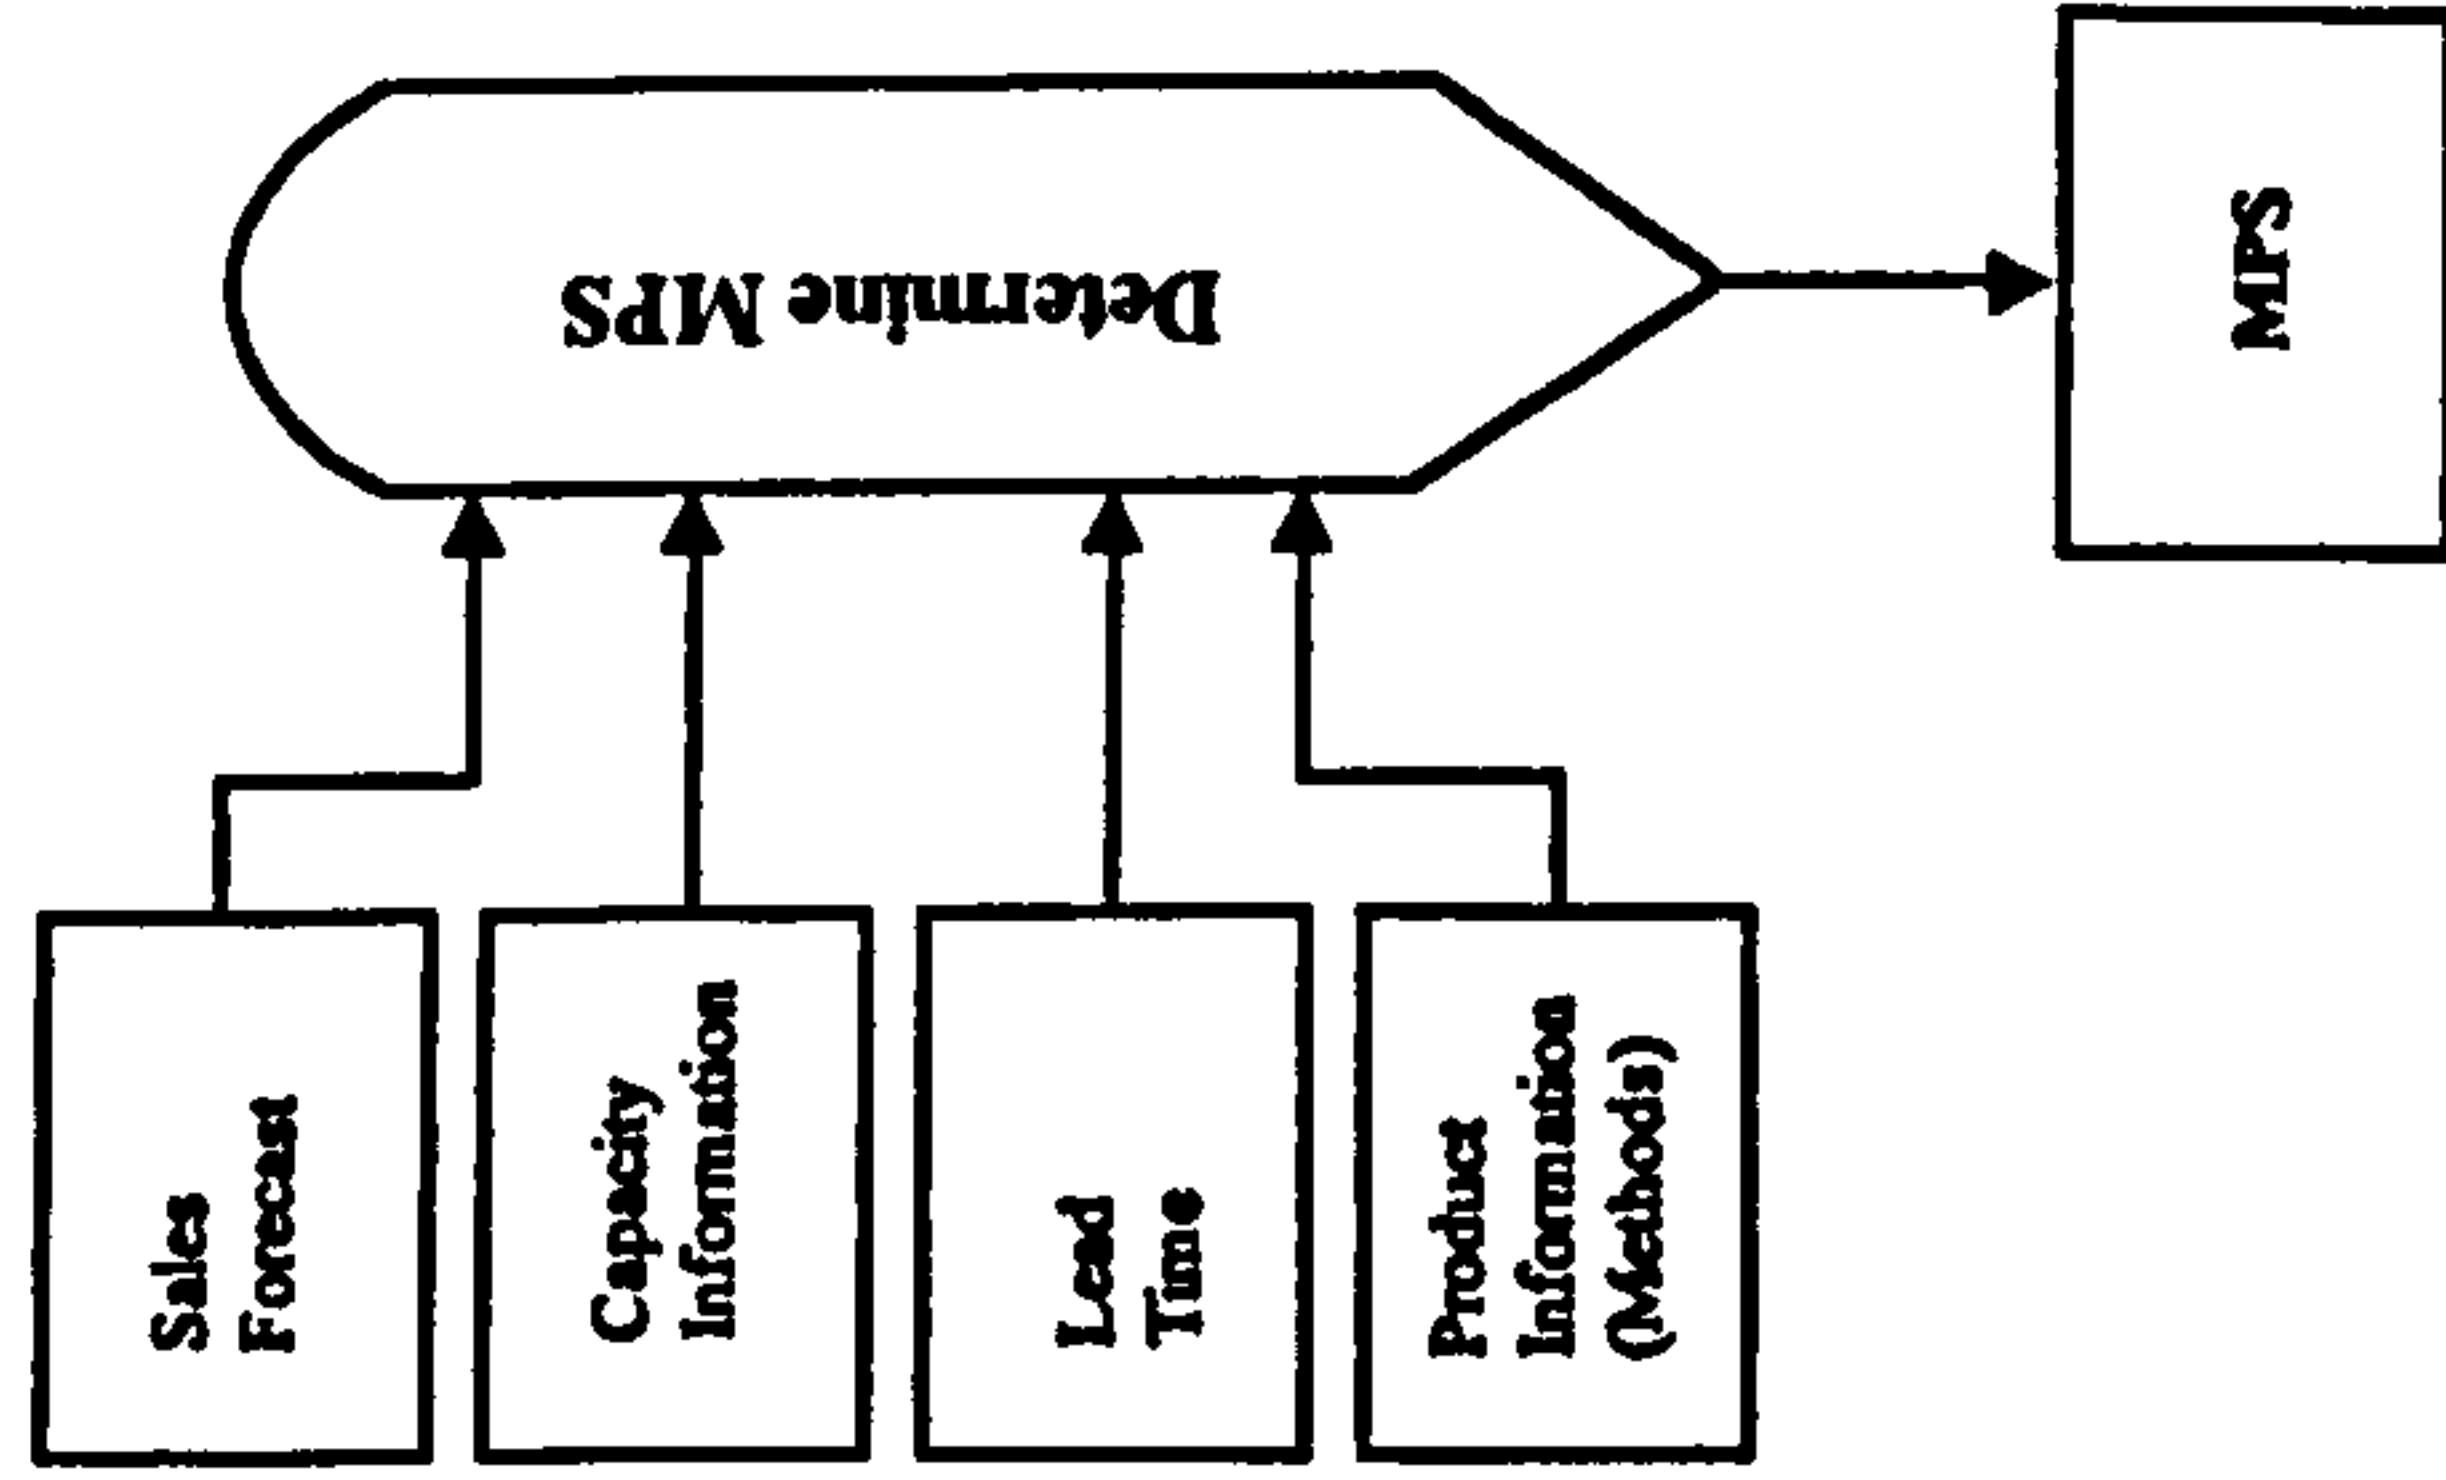 Sales
Forecast
Capacity
Information
Lead
Time
Product
Information
(Methods)
Determine MPS
MPS